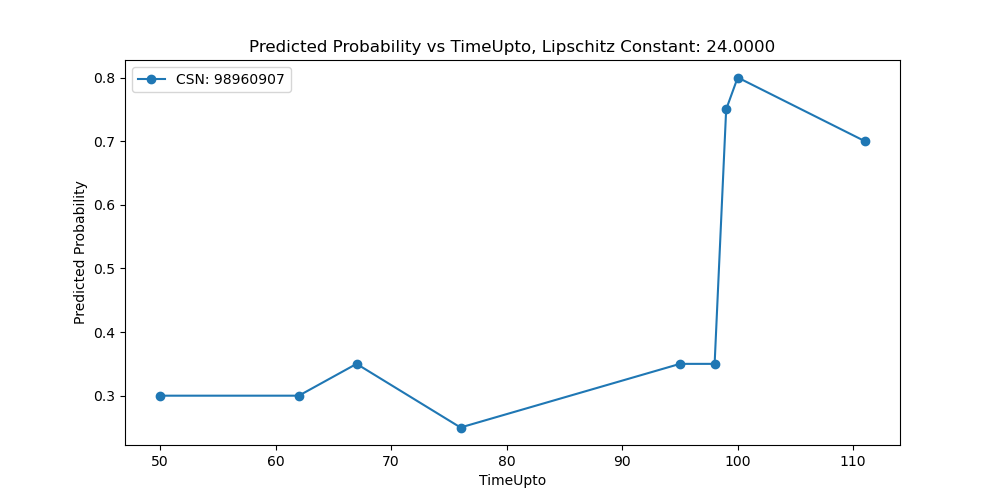 Predicted Probability vs TimeUpto, Lipschitz Constant: 24.0000
CSN: 98960907
Predicted Probability
0.8
0.7
0.6
0.5
0.4
0.3
50 60 70 80 90 100 110
TimeUpto